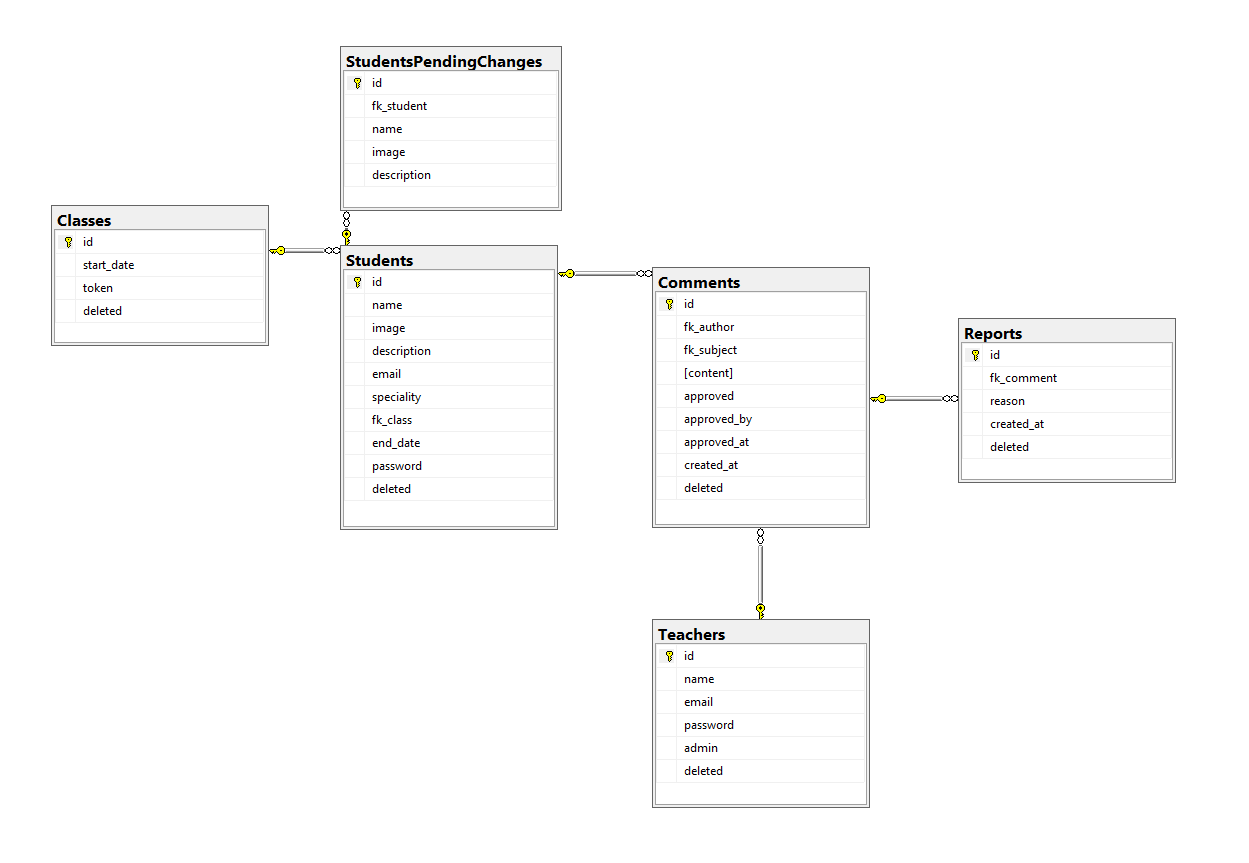 StudentsPendingChanges
id
fk_student
name
image
description
Classes
id
start_date
token
deleted
Students
id
name
image
description
email
speciality
fk_class
end_date
password
deleted
Comments
id
fk_author
fk_subject
[content]
approved
approved_by
approved_at
created_at
deleted
Reports
id
fk_comment
reason
created_at
deleted
Teachers
id
name
email
password
admin
deleted